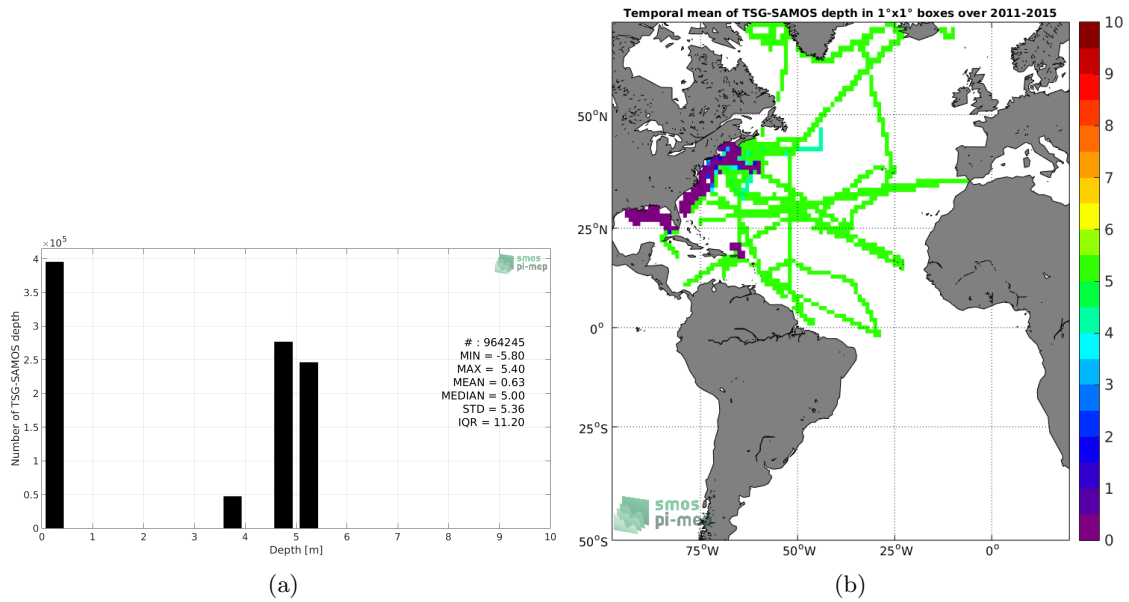 Temporal mean of TSG-SAMOS depth in 1°x1° boxes over 2011-2015
×10⁵
4
3.5
3
2.5
2
1.5
1
0.5
0
Number of TSG-SAMOS depth
0 1 2 3 4 5 6 7 8 9 10
Depth [m]
smos
pi-mep
# : 964245
MIN = -5.80
MAX = 5.40
MEAN = 0.63
MEDIAN = 5.00
STD = 5.36
IQR = 11.20
(a)
50°N
25°N
0°
25°S
50°S
75°W 50°W 25°W 0°
smos
pi-mep
10
9
8
7
6
5
4
3
2
1
0
(b)